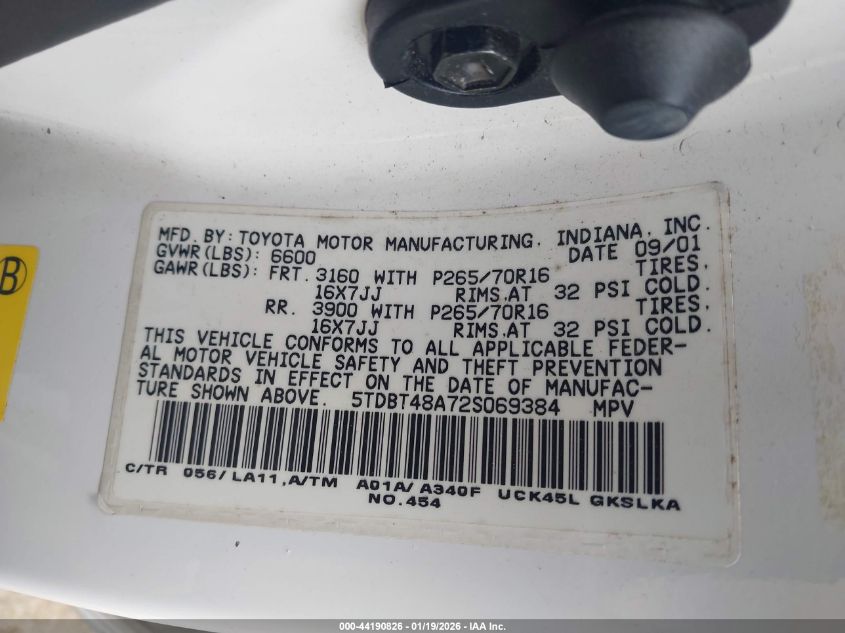 MFD. BY: TOYOTA MOTOR MANUFACTURING, INDIANA, INC.
GVWR(LBS): 6600 DATE 09/01
GAWR(LBS): FRT. 3160 WITH P265/70R16 TIRES,
16X7JJ RIMS.AT 32 PSI COLD.
RR. 3900 WITH P265/70R16 TIRES,
16X7JJ RIMS.AT 32 PSI COLD.
THIS VEHICLE CONFORMS TO ALL APPLICABLE FEDER-
AL MOTOR VEHICLE SAFETY AND THEFT PREVENTION
STANDARDS IN EFFECT ON THE DATE OF MANUFAC-
TURE SHOWN ABOVE. 5TDBT48A72S069384 MPV
C/TR 056/LA11,A/TM A01A/A340F UCK45L GKSLKA
NO.454
B
000-44190826 - 01/19/2026 - IAA Inc.